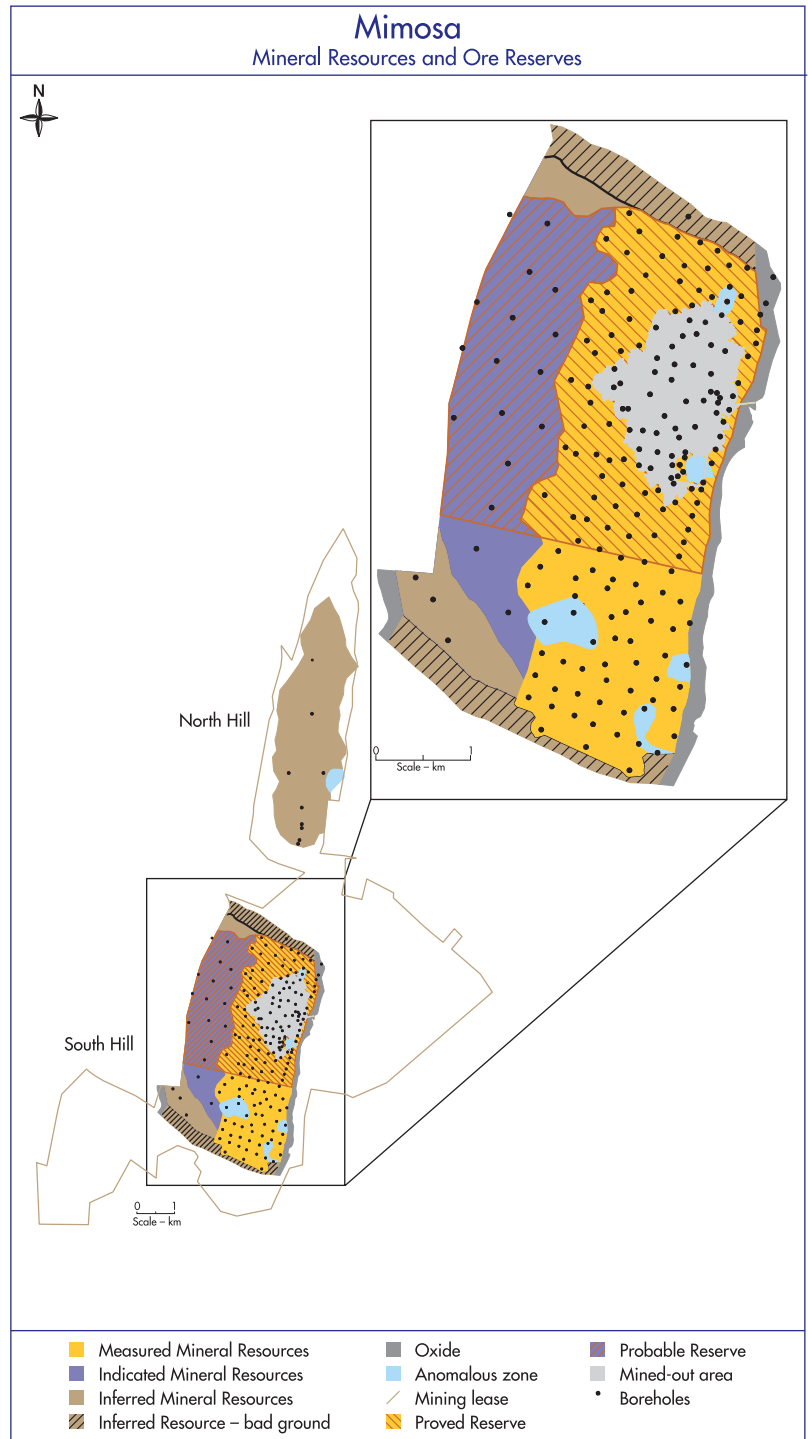 Mimosa
Mineral Resources and Ore Reserves
N
0 1
Scale – km
North Hill
South Hill
0 1
Scale – km
Measured Mineral Resources
Indicated Mineral Resources
Inferred Mineral Resources
Inferred Resource – bad ground
Oxide
Anomalous zone
Mining lease
Proved Reserve
Probable Reserve
Mined-out area
Boreholes